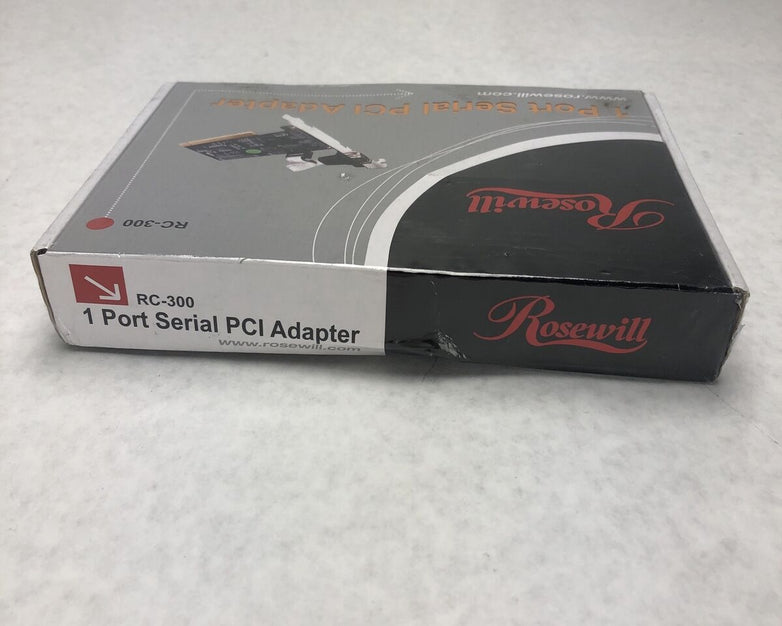 www.rosewill.com
1 Port Serial PCI Adapter
Rosewill
RC-300
RC-300
1 Port Serial PCI Adapter
www.rosewill.com
Rosewill